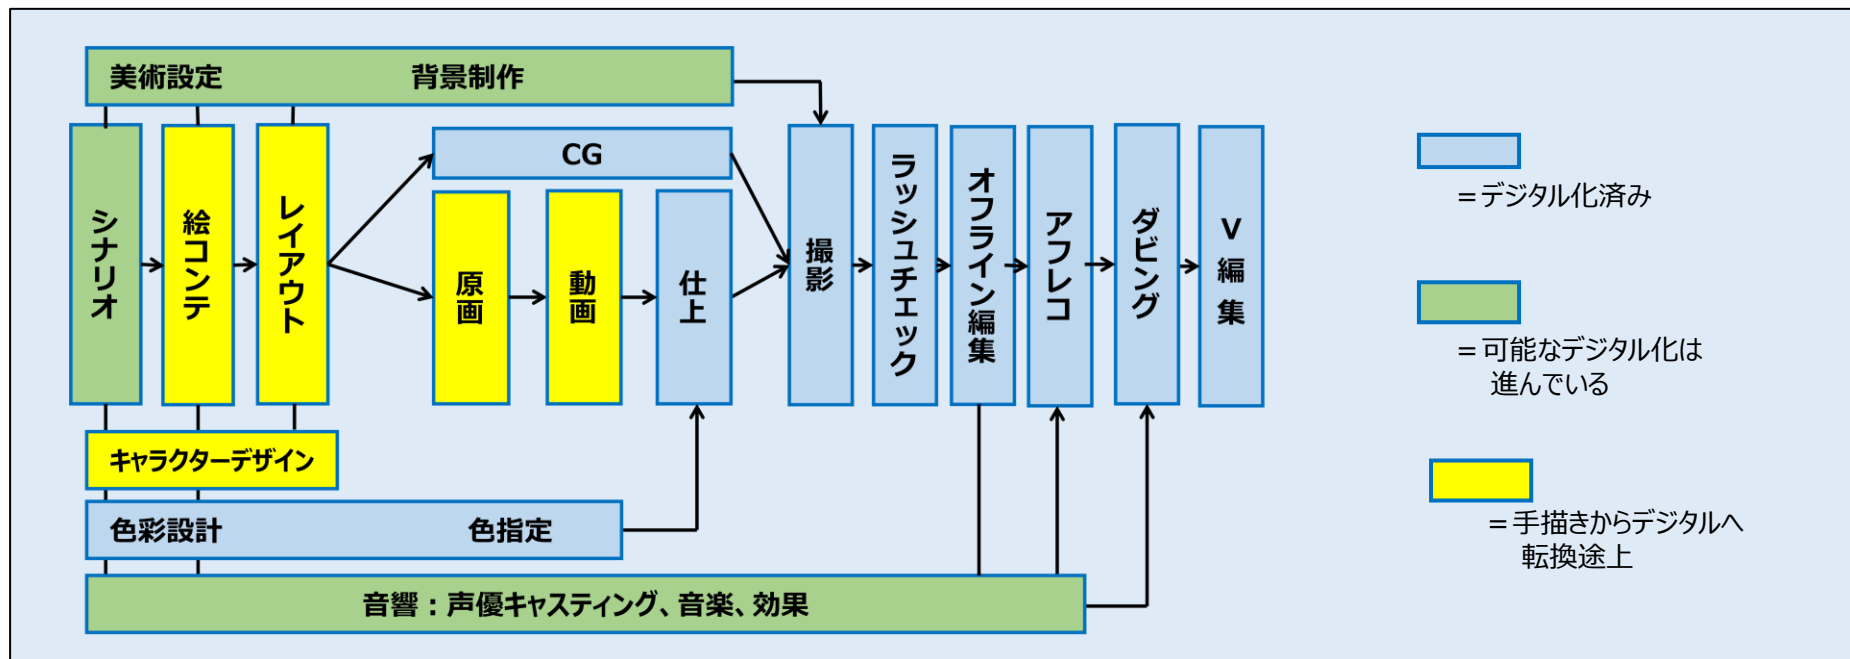 美術設定 背景制作
シナリオ
絵コンテ
レイアウト
CG
原画
動画
仕上
撮影
ラッシュチェック
オフライン編集
アフレコ
ダビング
V編集
キャラクターデザイン
色彩設計 色指定
音響：声優キャスティング、音楽、効果
＝デジタル化済み
＝可能なデジタル化は
進んでいる
＝手描きからデジタルへ
転換途上